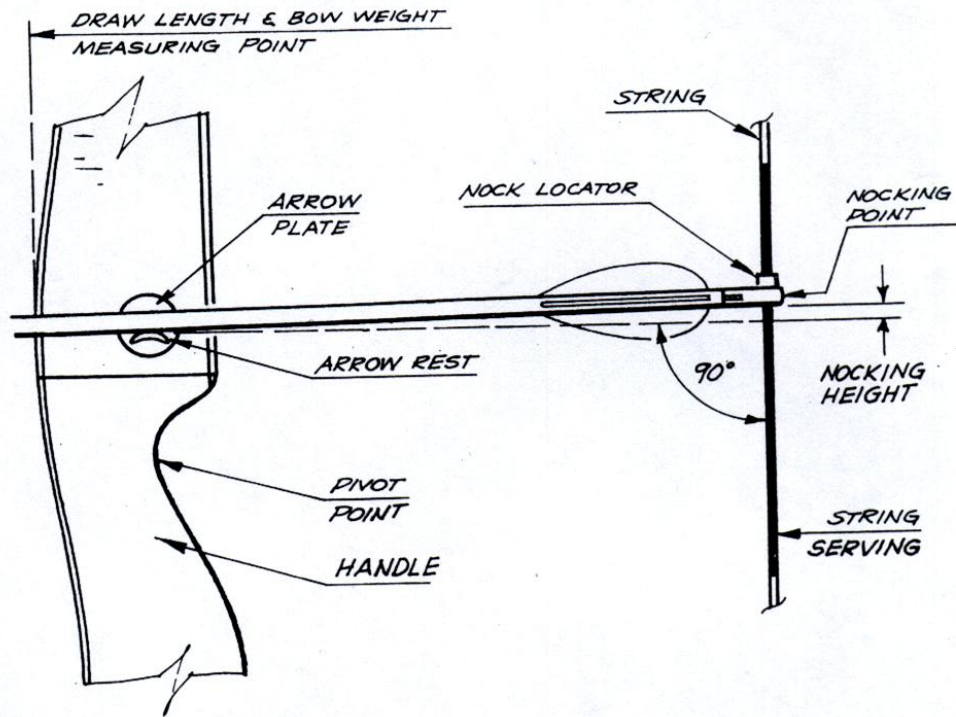 DRAW LENGTH & BOW WEIGHT
MEASURING POINT
STRING
NOCK LOCATOR
NOCKING
POINT
ARROW
PLATE
ARROW REST
90°
NOCKING
HEIGHT
PIVOT
POINT
HANDLE
STRING
SERVING